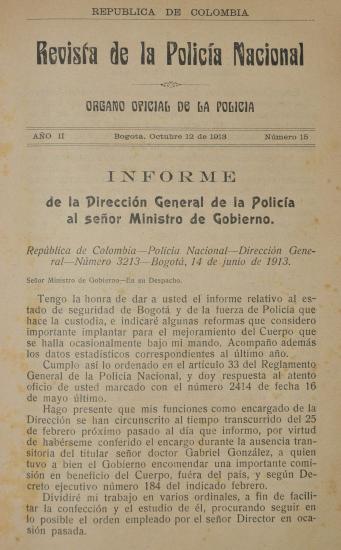 REPUBLICA DE COLOMBIA
Revista de la Policía Nacional
ORGANO OFICIAL DE LA POLICIA
AÑO II Bogota, Octubre 12 de 1913 Número 15
INFORME
de la Dirección General de la Policía
al señor Ministro de Gobierno.
República de Colombia—Policía Nacional—Dirección Gene-
ral—Número 3213—Bogotá, 14 de junio de 1913.
Señor Ministro de Gobierno—En su Despacho.
Tengo la honra de dar a usted el informe relativo al es-
tado de seguridad de Bogotá y de la fuerza de Policía que
hace la custodia, e indicaré algunas reformas que considero
importante implantar para el mejoramiento del Cuerpo que
se halla ocasionalmente bajo mi mando. Acompaño además
los datos estadísticos correspondientes al último año.
Cumplo así lo ordenado en el artículo 33 del Reglamento
General de la Policía Nacional, y doy respuesta al atento
oficio de usted marcado con el número 2414 de fecha 16
de mayo último.
Hago presente que mis funciones como encargado de la
Dirección se han circunscrito al tiempo transcurrido del 25
de febrero próximo pasado al día que informo, por virtud
de habérseme conferido el encargo durante la ausencia tran-
sitoria del titular señor doctor Gabriel González, a quien
tuvo a bien el Gobierno encomendar una importante comi-
sión en beneficio del Cuerpo, fuéra del país, y según De-
creto ejecutivo número 184 del indicado febrero.
Dividiré mi trabajo en varios ordinales, a fin de facili-
tar la confección y el estudio de él, procurando seguir en
lo posible el orden empleado por el señor Director en oca-
sión pasada.